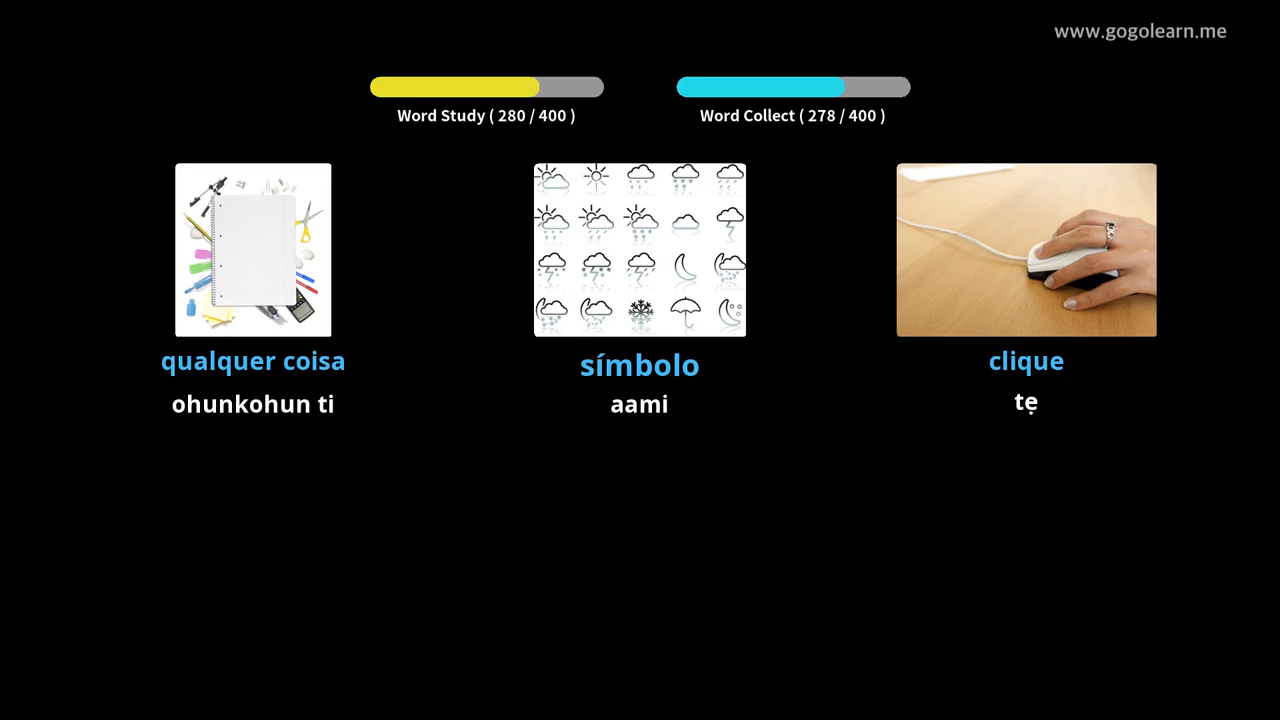 www.gogolearn.me
Word Study ( 280 / 400 )
Word Collect ( 278 / 400 )
qualquer coisa
símbolo
clique
ohunkohun ti
aami
tẹ